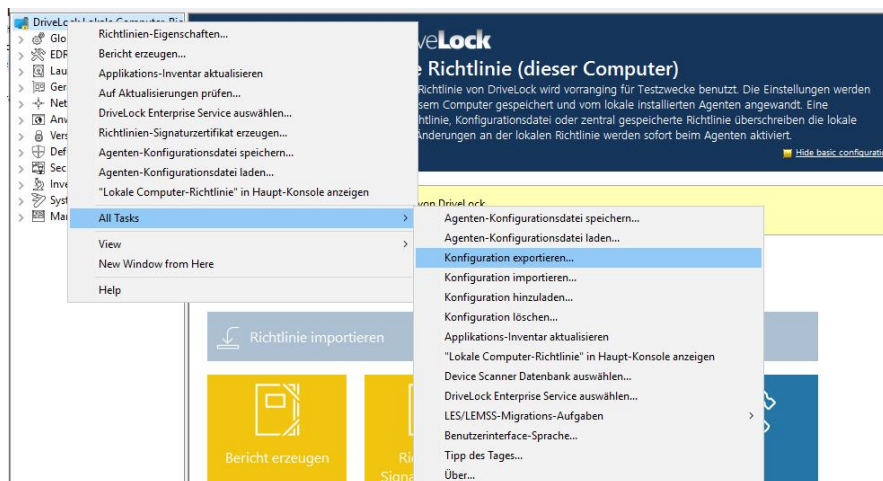 DriveLock Lokale Computer-Ric
Richtlinien-Eigenschaften...
Bericht erzeugen...
Applikations-Inventar aktualisieren
Auf Aktualisierungen prüfen...
DriveLock Enterprise Service auswählen...
Richtlinien-Signaturzertifikat erzeugen...
Agenten-Konfigurationsdatei speichern...
Agenten-Konfigurationsdatei laden...
"Lokale Computer-Richtlinie" in Haupt-Konsole anzeigen
All Tasks
View
New Window from Here
Help
Glo
EDR
Lau
Ger
Net
Anw
Vers
Def
Sec
Inve
Syst
Mar
veLock
e Richtlinie (dieser Computer)
Richtlinie von DriveLock wird vorranging für Testzwecke benutzt. Die Einstellungen werden
sem Computer gespeichert und vom lokale installierten Agenten angewandt. Eine
htlinie, Konfigurationsdatei oder zentral gespeicherte Richtlinie überschreiben die lokale
Änderungen an der lokalen Richtlinie werden sofort beim Agenten aktiviert.
Hide basic configuratio
von DriveLock
Agenten-Konfigurationsdatei speichern...
Agenten-Konfigurationsdatei laden...
Konfiguration exportieren...
Konfiguration importieren...
Konfiguration hinzuladen...
Konfiguration löschen...
Applikations-Inventar aktualisieren
"Lokale Computer-Richtlinie" in Haupt-Konsole anzeigen
Device Scanner Datenbank auswählen...
DriveLock Enterprise Service auswählen...
LES/LEMSS-Migrations-Aufgaben
Benutzerinterface-Sprache...
Tipp des Tages...
Über...
Richtlinie importieren
Bericht erzeugen
Ri
Signa